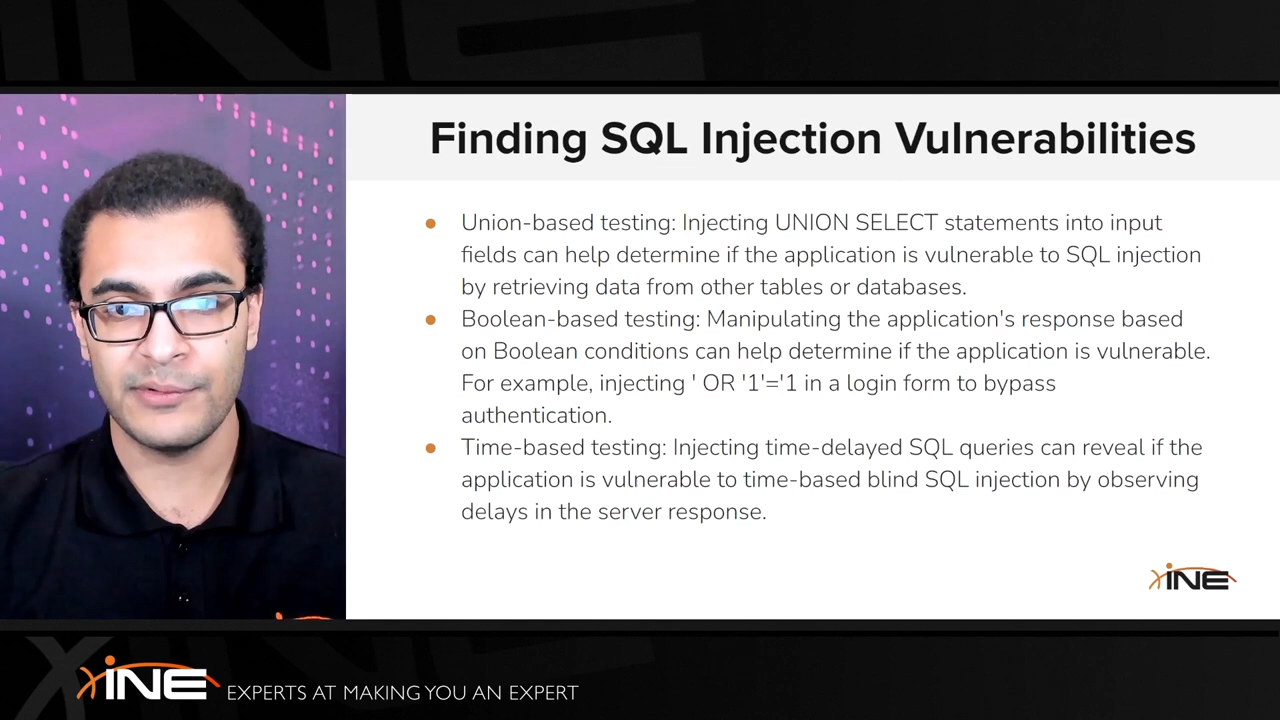 Finding SQL Injection Vulnerabilities
● Union-based testing: Injecting UNION SELECT statements into input
fields can help determine if the application is vulnerable to SQL injection
by retrieving data from other tables or databases.
● Boolean-based testing: Manipulating the application's response based
on Boolean conditions can help determine if the application is vulnerable.
For example, injecting ' OR '1'='1 in a login form to bypass
authentication.
● Time-based testing: Injecting time-delayed SQL queries can reveal if the
application is vulnerable to time-based blind SQL injection by observing
delays in the server response.
iNE
iNE EXPERTS AT MAKING YOU AN EXPERT